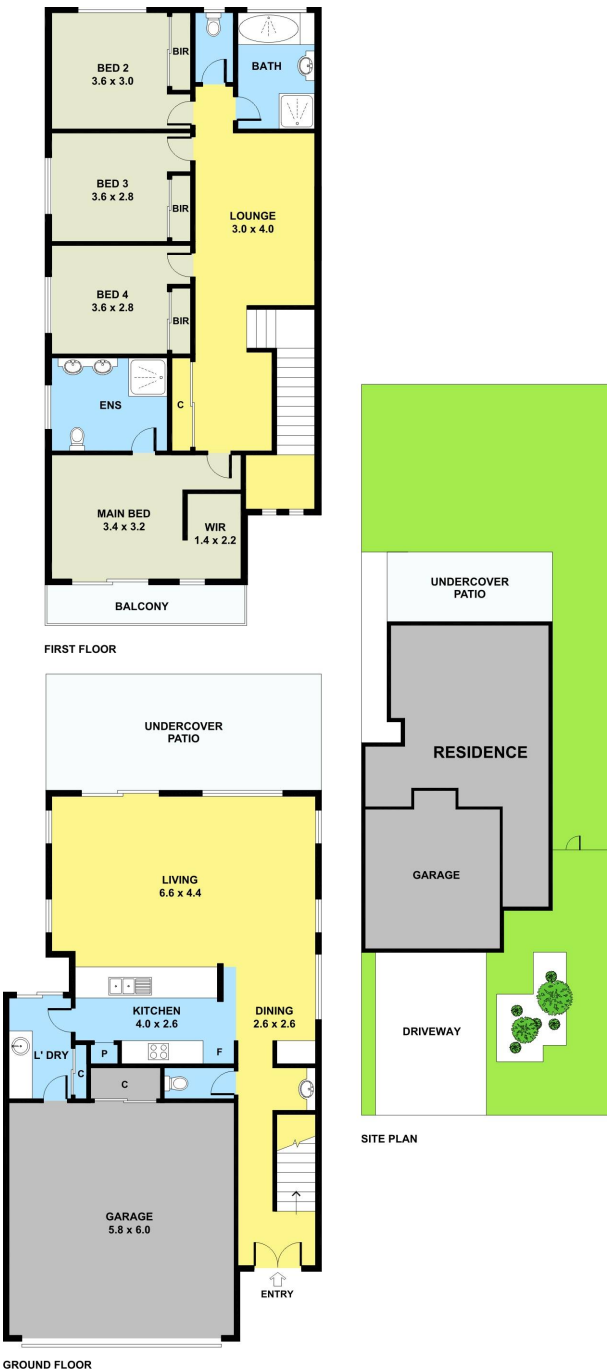 BED 2
3.6 x 3.0
BIR
BATH
BED 3
3.6 x 2.8
BIR
LOUNGE
3.0 x 4.0
BED 4
3.6 x 2.8
BIR
ENS
C
MAIN BED
3.4 x 3.2
WIR
1.4 x 2.2
BALCONY
FIRST FLOOR
UNDERCOVER
PATIO
LIVING
6.6 x 4.4
KITCHEN
4.0 x 2.6
DINING
2.6 x 2.6
L' DRY
C
P
F
C
GARAGE
5.8 x 6.0
ENTRY
GROUND FLOOR
UNDERCOVER
PATIO
RESIDENCE
GARAGE
DRIVEWAY
SITE PLAN